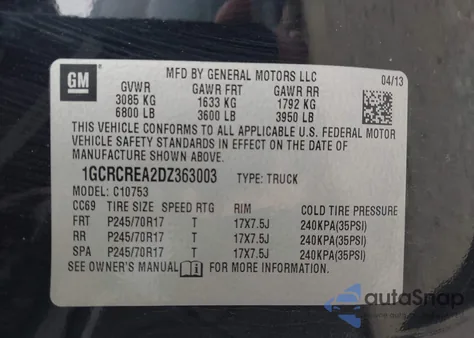 GM
MFD BY GENERAL MOTORS LLC
04/13
GVWR GAWR FRT GAWR RR
3085 KG 1633 KG 1792 KG
6800 LB 3600 LB 3950 LB
THIS VEHICLE CONFORMS TO ALL APPLICABLE U.S. FEDERAL MOTOR
VEHICLE SAFETY STANDARDS IN EFFECT ON THE DATE OF
MANUFACTURE SHOWN ABOVE.
1GCRCREA2DZ363003 TYPE: TRUCK
MODEL: C10753
CC69 TIRE SIZE SPEED RTG RIM COLD TIRE PRESSURE
FRT P245/70R17 T 17X7.5J 240KPA(35PSI)
RR P245/70R17 T 17X7.5J 240KPA(35PSI)
SPA P245/70R17 T 17X7.5J 240KPA(35PSI)
SEE OWNER'S MANUAL FOR MORE INFORMATION.
autoSnap